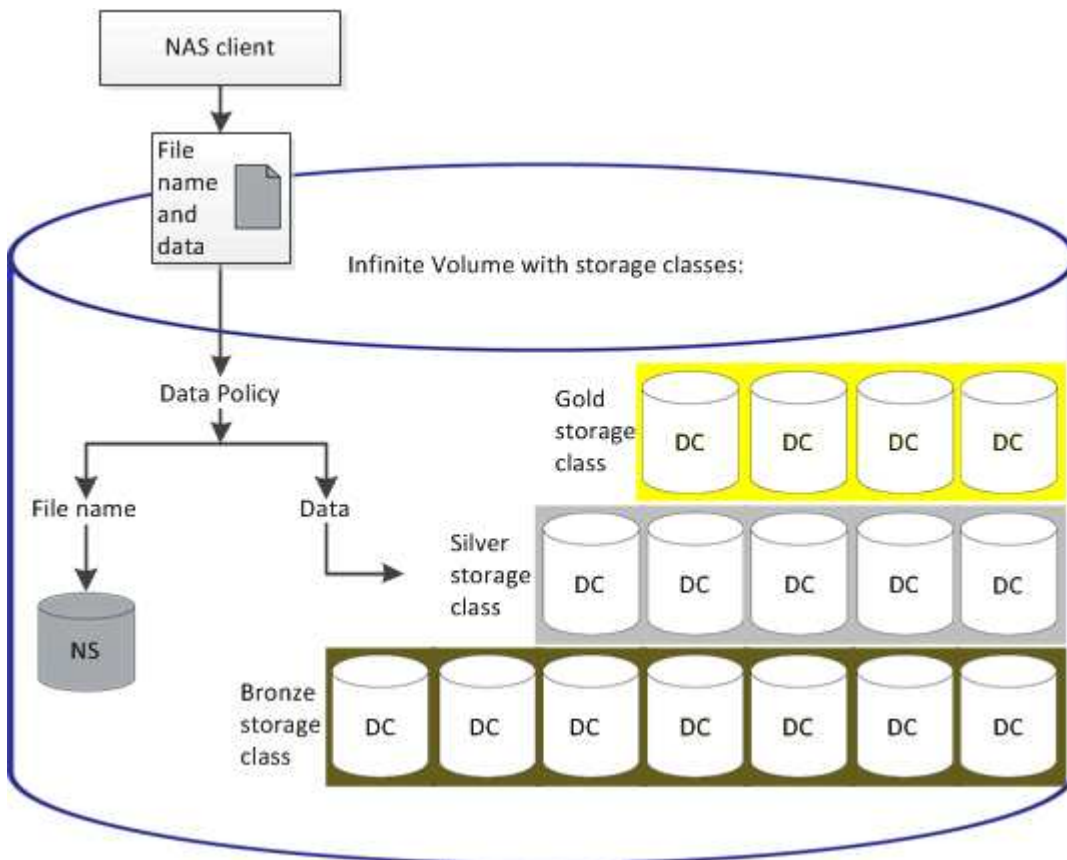 NAS client
File
name
and
data
Infinite Volume with storage classes:
Data Policy
File name
Data
NS
Gold
storage
class
DC DC DC DC
Silver
storage
class
DC DC DC DC DC
Bronze
storage
class
DC DC DC DC DC DC DC